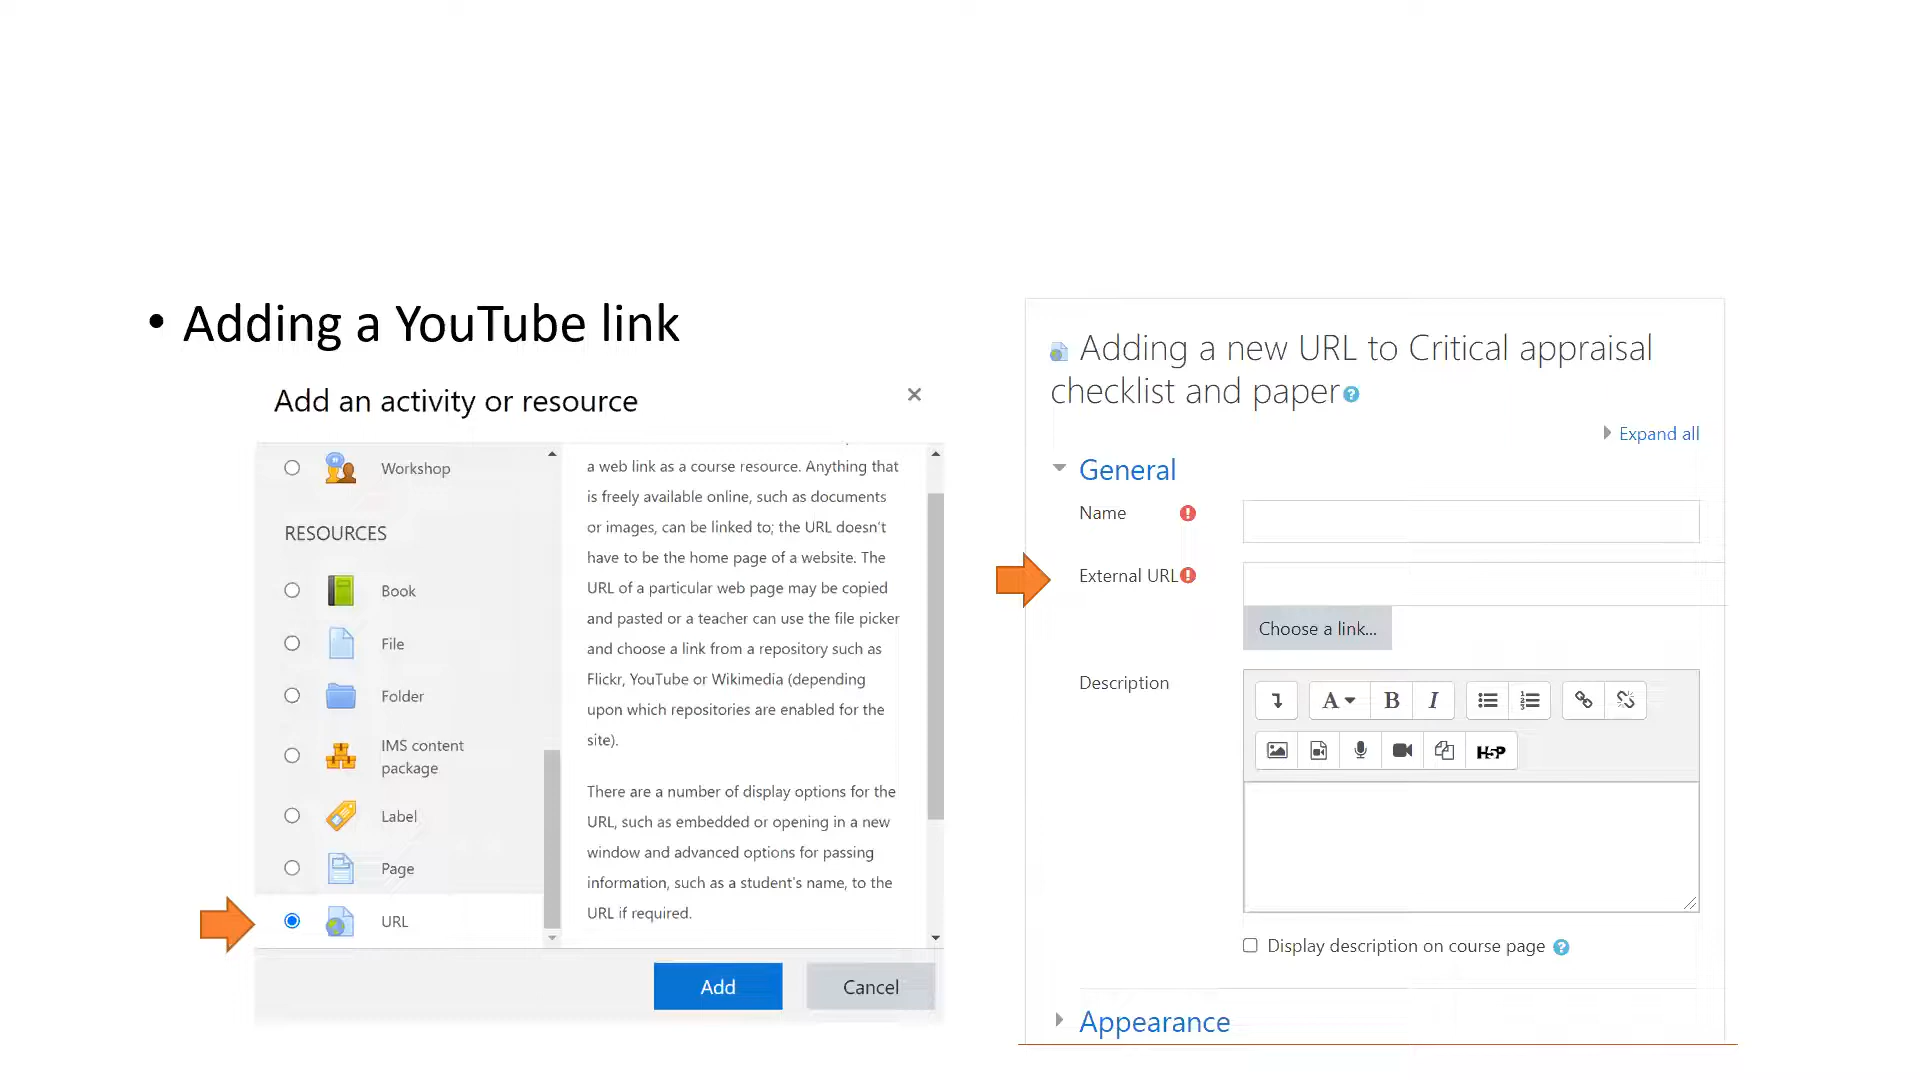 • Adding a YouTube link
Add an activity or resource
Workshop
RESOURCES
Book
File
Folder
IMS content
package
Label
Page
URL
a web link as a course resource. Anything that
is freely available online, such as documents
or images, can be linked to; the URL doesn't
have to be the home page of a website. The
URL of a particular web page may be copied
and pasted or a teacher can use the file picker
and choose a link from a repository such as
Flickr, YouTube or Wikimedia (depending
upon which repositories are enabled for the
site).
There are a number of display options for the
URL, such as embedded or opening in a new
window and advanced options for passing
information, such as a student's name, to the
URL if required.
Add
Cancel
Adding a new URL to Critical appraisal
checklist and paper
Expand all
General
Name
External URL
Choose a link...
Description
A B I
H5P
Display description on course page
Appearance